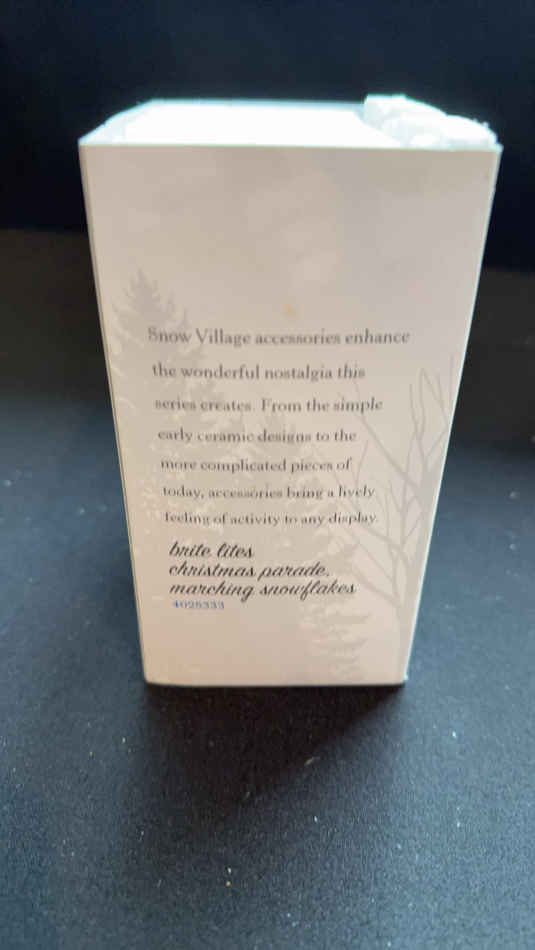 Snow Village accessories enhance
the wonderful nostalgia this
series creates. From the simple
early ceramic designs to the
more complicated pieces of
today, accessories bring a lively
feeling of activity to any display.
brite lites
christmas parade,
marching snowflakes
4025333